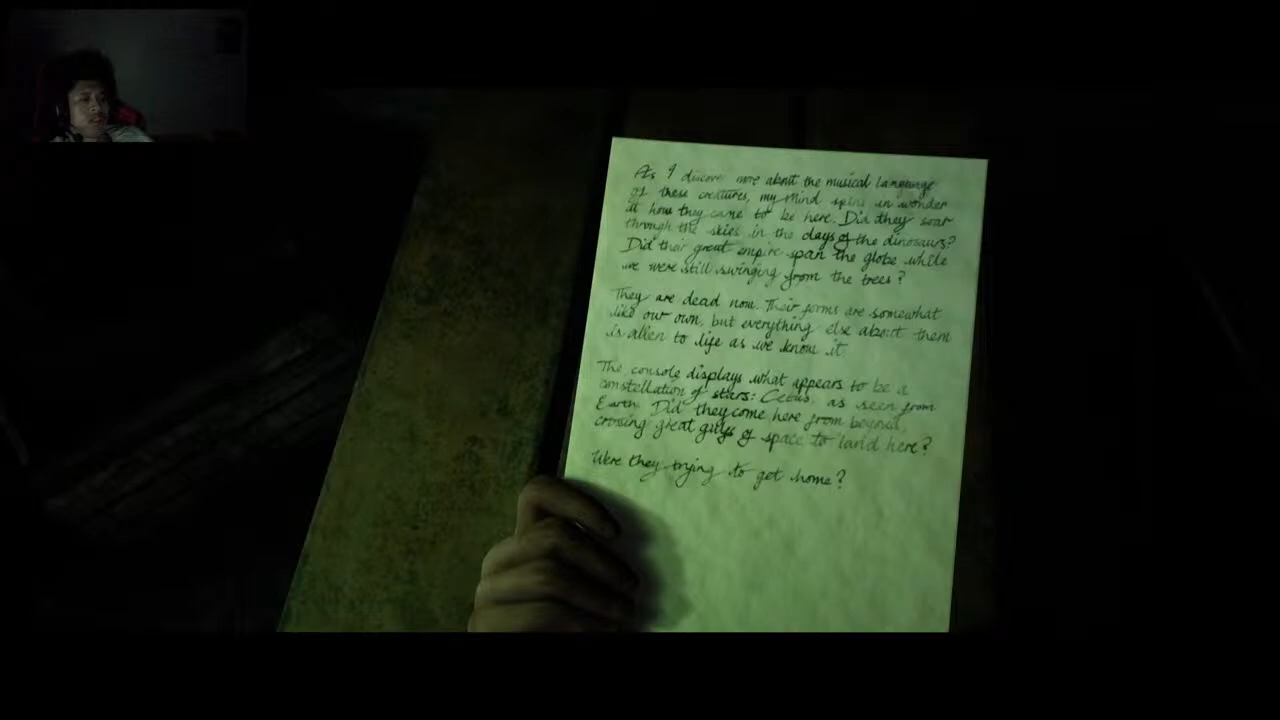 As I discover more about the musical language
of these creatures, my mind spins in wonder
at how they came to be here. Did they soar
through the skies in the days of the dinosaurs?
Did their great empire span the globe while
we were still swinging from the trees?
They are dead now. Their forms are somewhat
like our own, but everything else about them
is alien to life as we know it.
The console displays what appears to be a
constellation of stars: Cetus, as seen from
Earth. Did they come here from beyond,
crossing great gulfs of space to land here?
Were they trying to get home?